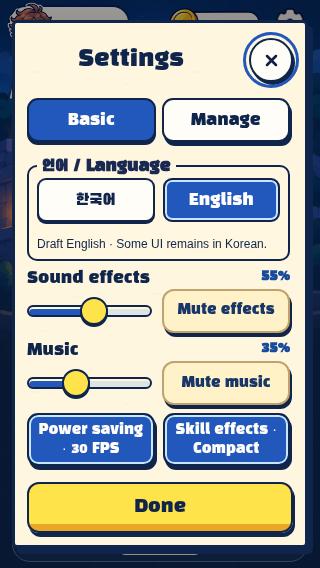 Settings
×
Basic
Manage
언어 / Language
한국어
English
Draft English · Some UI remains in Korean.
Sound effects
55%
Mute effects
Music
35%
Mute music
Power saving
· 30 FPS
Skill effects ·
Compact
Done